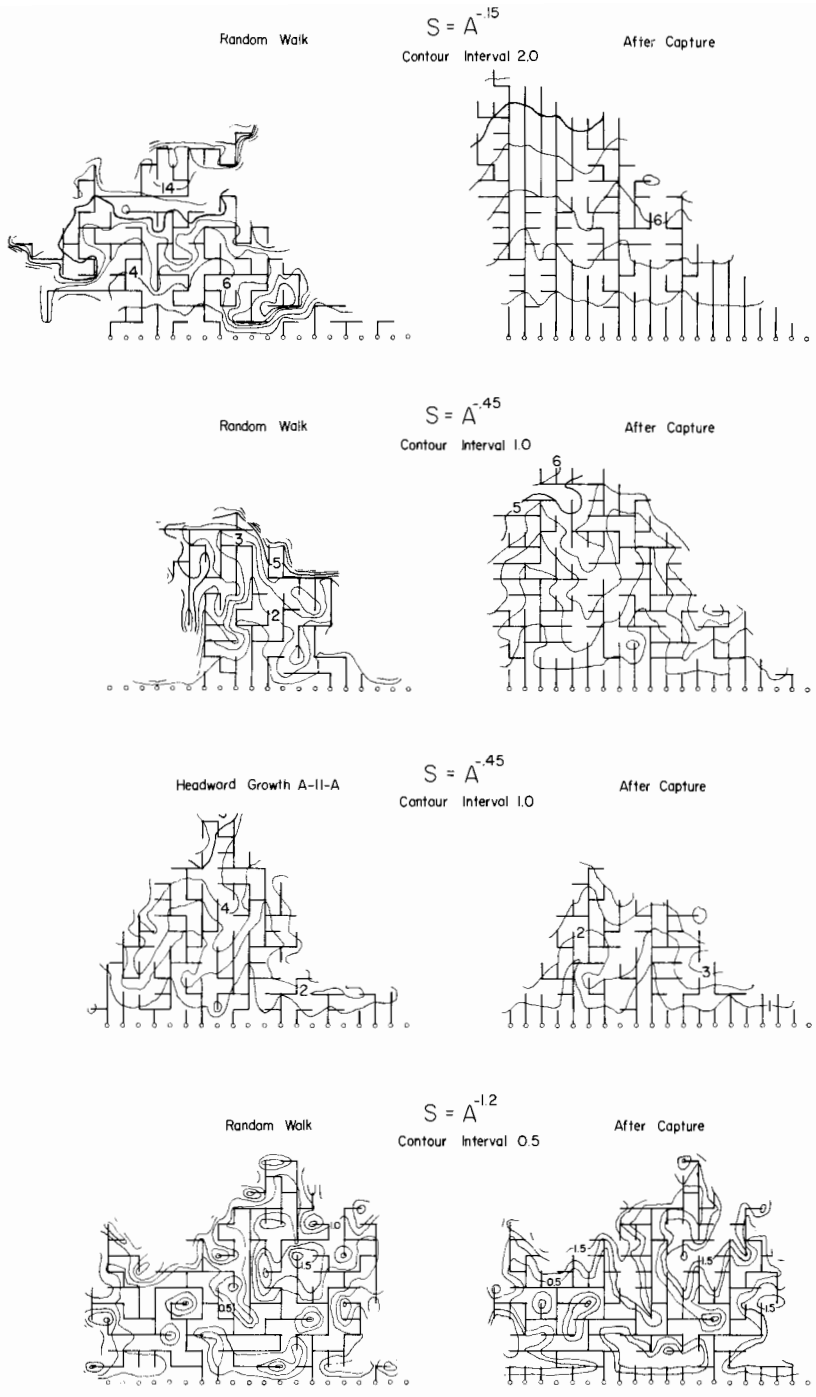 S = A^-.15
Random Walk
After Capture
Contour Interval 2.0
14
4
6
6
S = A^-.45
Random Walk
After Capture
Contour Interval 1.0
3
5
2
6
5
S = A^-.45
Headward Growth A-11-A
After Capture
Contour Interval 1.0
4
2
2
3
1
S = A^-1.2
Random Walk
After Capture
Contour Interval 0.5
1.0
1.5
0.5
1.5
0.5
1.5
1.5